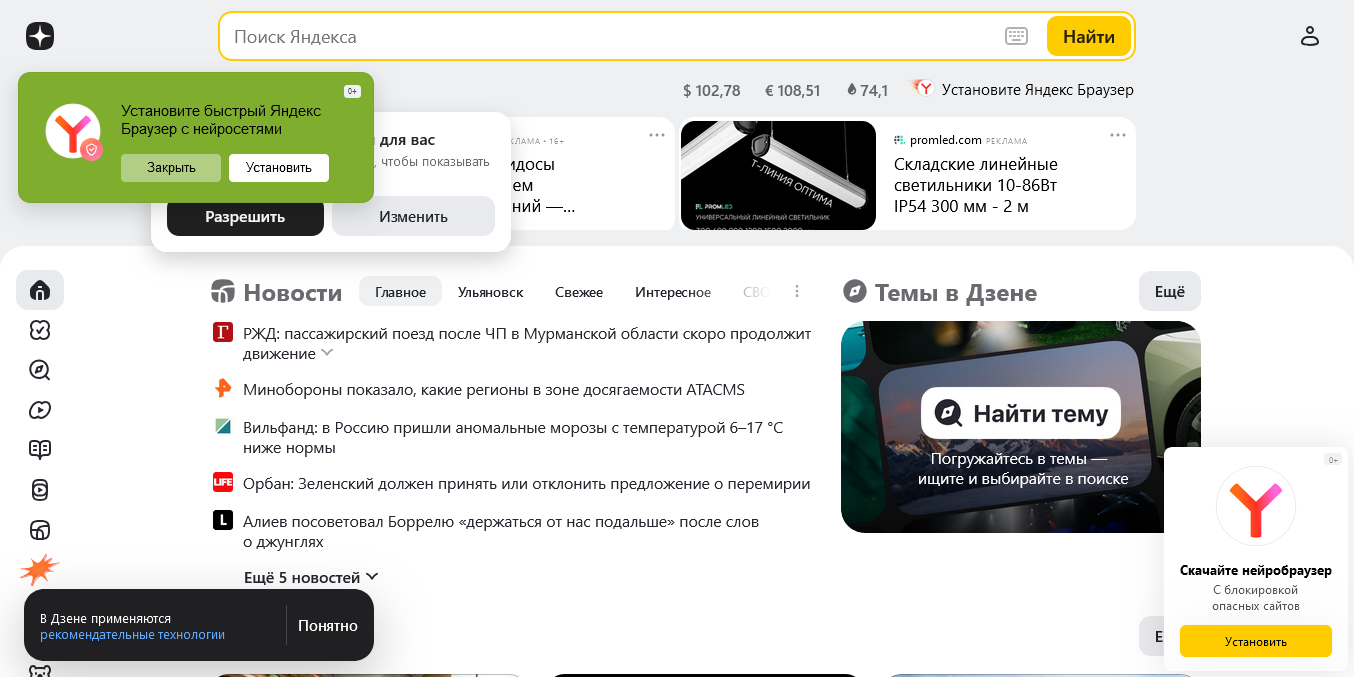 Поиск Яндекса
Найти
0+
Установите быстрый Яндекс
Браузер с нейросетями
Закрыть
Установить
$ 102,78
€ 108,51
74,1
Установите Яндекс Браузер
для вас
, чтобы показывать
Разрешить
Изменить
• 16+
ний —...
Т-ЛИНИЯ ОПТИМА
PROMLED
УНИВЕРСАЛЬНЫЙ ЛИНЕЙНЫЙ СВЕТИЛЬНИК
promled.com РЕКЛАМА
Складские линейные
светильники 10-86Вт
IP54 300 мм - 2 м
Новости
Главное
Ульяновск
Свежее
Интересное
СВО
РЖД: пассажирский поезд после ЧП в Мурманской области скоро продолжит
движение
Минобороны показало, какие регионы в зоне досягаемости ATACMS
Вильфанд: в Россию пришли аномальные морозы с температурой 6–17 °C
ниже нормы
LIFE
Орбан: Зеленский должен принять или отклонить предложение о перемирии
L
Алиев посоветовал Боррелю «держаться от нас подальше» после слов
о джунглях
Ещё 5 новостей
Темы в Дзене
Ещё
Найти тему
Погружайтесь в темы —
ищите и выбирайте в поиске
0+
Скачайте нейробраузер
С блокировкой
опасных сайтов
Установить
В Дзене применяются
рекомендательные технологии
Понятно